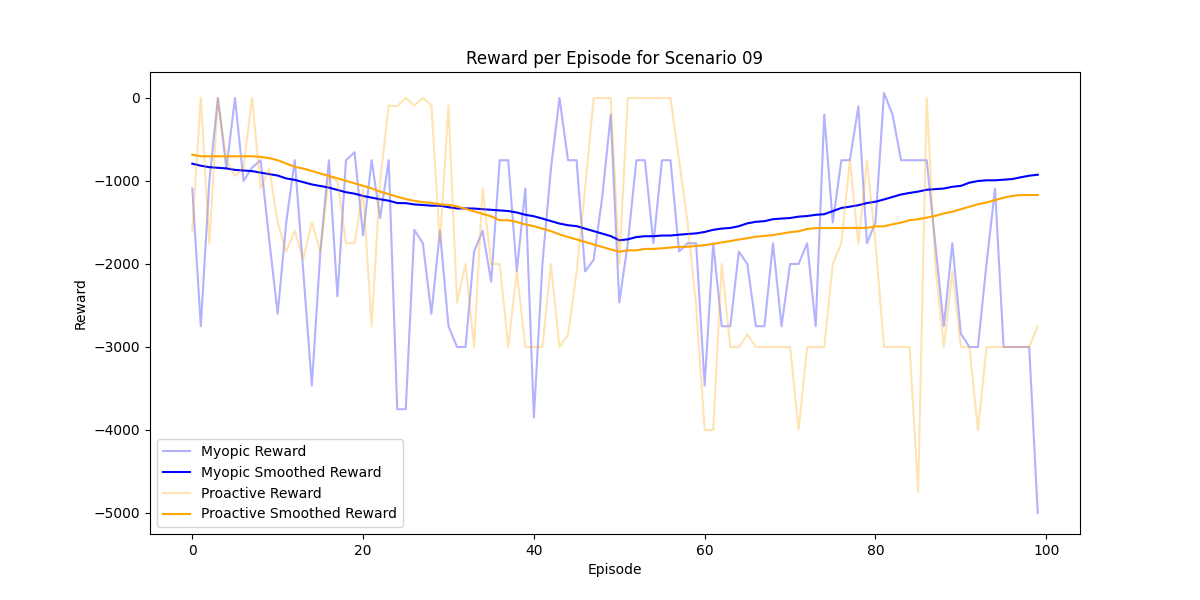 Reward per Episode for Scenario 09
Reward
0
−1000
−2000
−3000
−4000
−5000
Myopic Reward
Myopic Smoothed Reward
Proactive Reward
Proactive Smoothed Reward
0 20 40 60 80 100
Episode